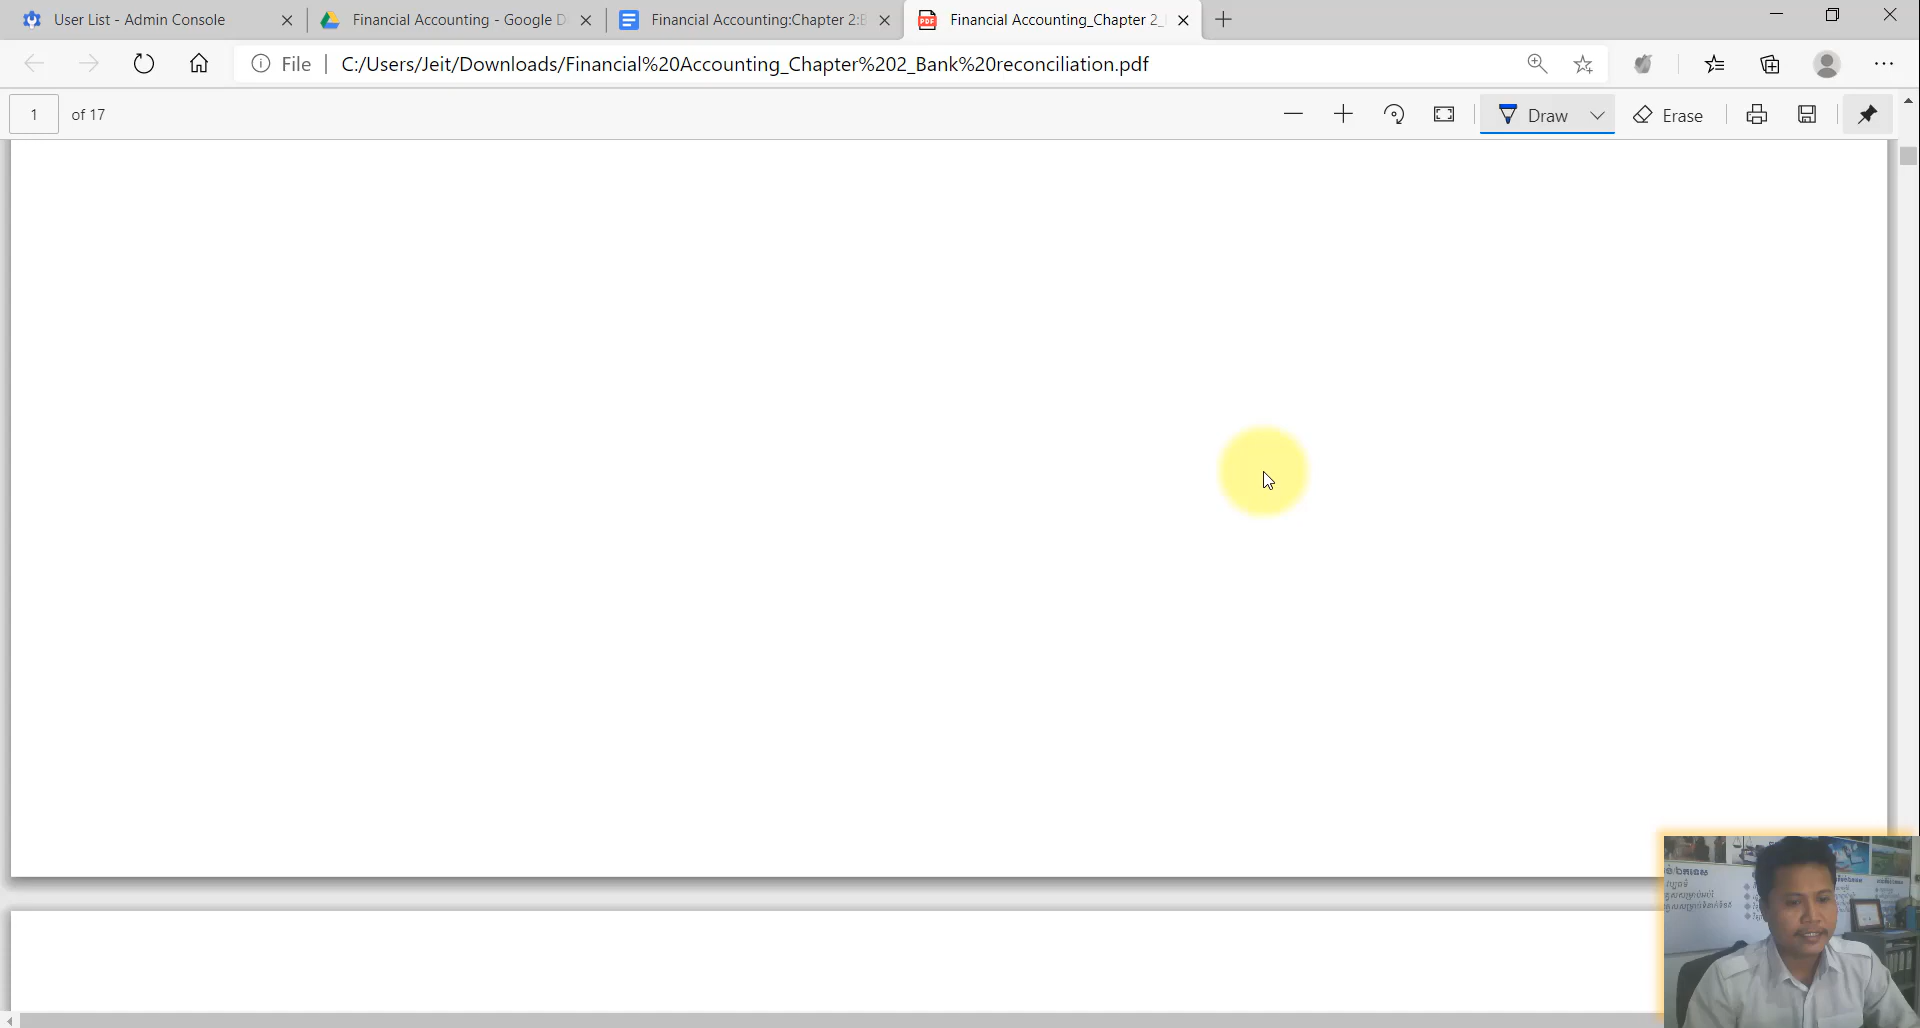 User List - Admin Console
Financial Accounting - Google D
Financial Accounting:Chapter 2:B
Financial Accounting_Chapter 2_
File
C:/Users/Jeit/Downloads/Financial%20Accounting_Chapter%202_Bank%20reconciliation.pdf
1 of 17
Draw
Erase